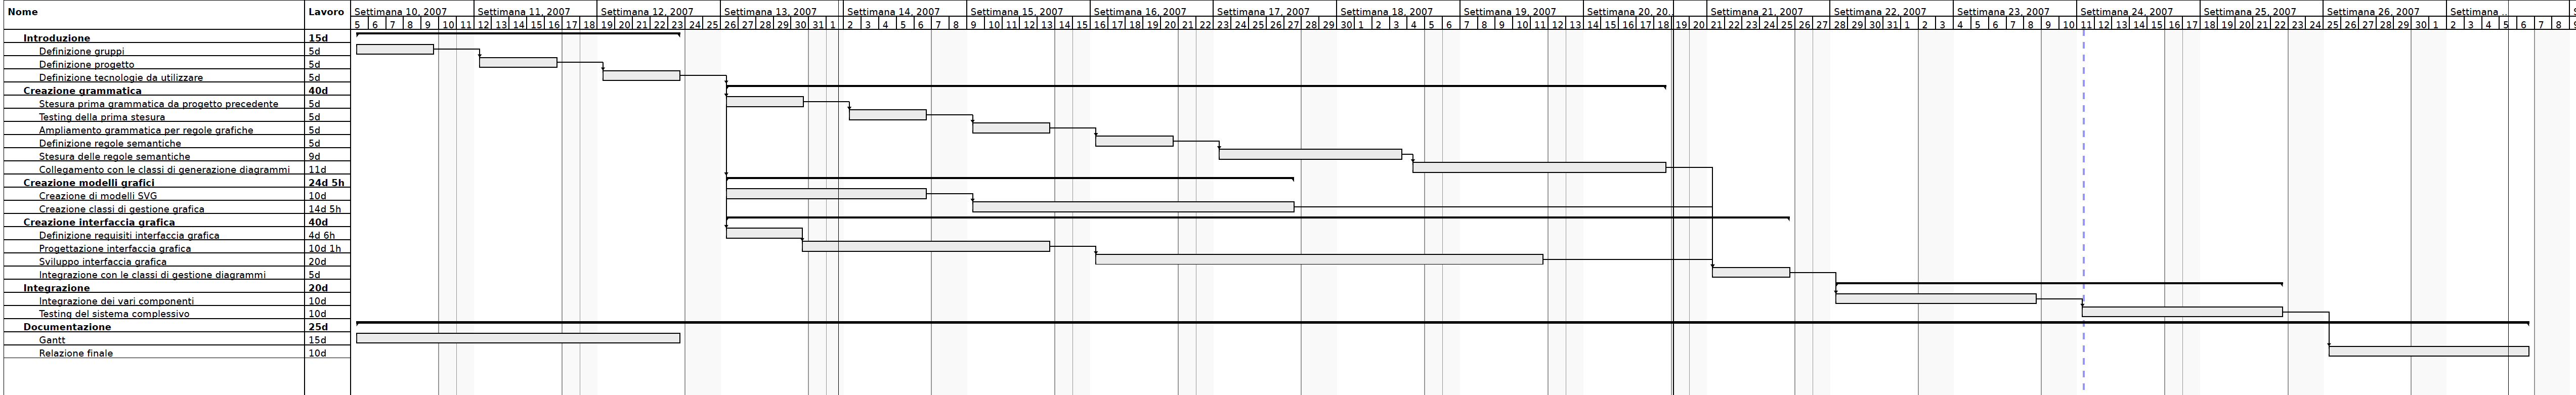 Nome Lavoro Settimana 10, 2007 Settimana 11, 2007 Settimana 12, 2007 Settimana 13, 2007 Settimana 14, 2007 Settimana 15, 2007 Settimana 16, 2007 Settimana 17, 2007 Settimana 18, 2007 Settimana 19, 2007 Settimana 20, 20.. Settimana 21, 2007 Settimana 22, 2007 Settimana 23, 2007 Settimana 24, 2007 Settimana 25, 2007 Settimana 26, 2007 Settimana ...
5 6 7 8 9 10 11 12 13 14 15 16 17 18 19 20 21 22 23 24 25 26 27 28 29 30 31 1 2 3 4 5 6 7 8 9 10 11 12 13 14 15 16 17 18 19 20 21 22 23 24 25 26 27 28 29 30 1 2 3 4 5 6 7 8 9 10 11 12 13 14 15 16 17 18 19 20 21 22 23 24 25 26 27 28 29 30 31 1 2 3 4 5 6 7 8 9 10 11 12 13 14 15 16 17 18 19 20 21 22 23 24 25 26 27 28 29 30 1 2 3 4 5 6 7 8
Introduzione 15d
Definizione gruppi 5d
Definizione progetto 5d
Definizione tecnologie da utilizzare 5d
Creazione grammatica 40d
Stesura prima grammatica da progetto precedente 5d
Testing della prima stesura 5d
Ampliamento grammatica per regole grafiche 5d
Definizione regole semantiche 5d
Stesura delle regole semantiche 9d
Collegamento con le classi di generazione diagrammi 11d
Creazione modelli grafici 24d 5h
Creazione di modelli SVG 10d
Creazione classi di gestione grafica 14d 5h
Creazione interfaccia grafica 40d
Definizione requisiti interfaccia grafica 4d 6h
Progettazione interfaccia grafica 10d 1h
Sviluppo interfaccia grafica 20d
Integrazione con le classi di gestione diagrammi 5d
Integrazione 20d
Integrazione dei vari componenti 10d
Testing del sistema complessivo 10d
Documentazione 25d
Gantt 15d
Relazione finale 10d